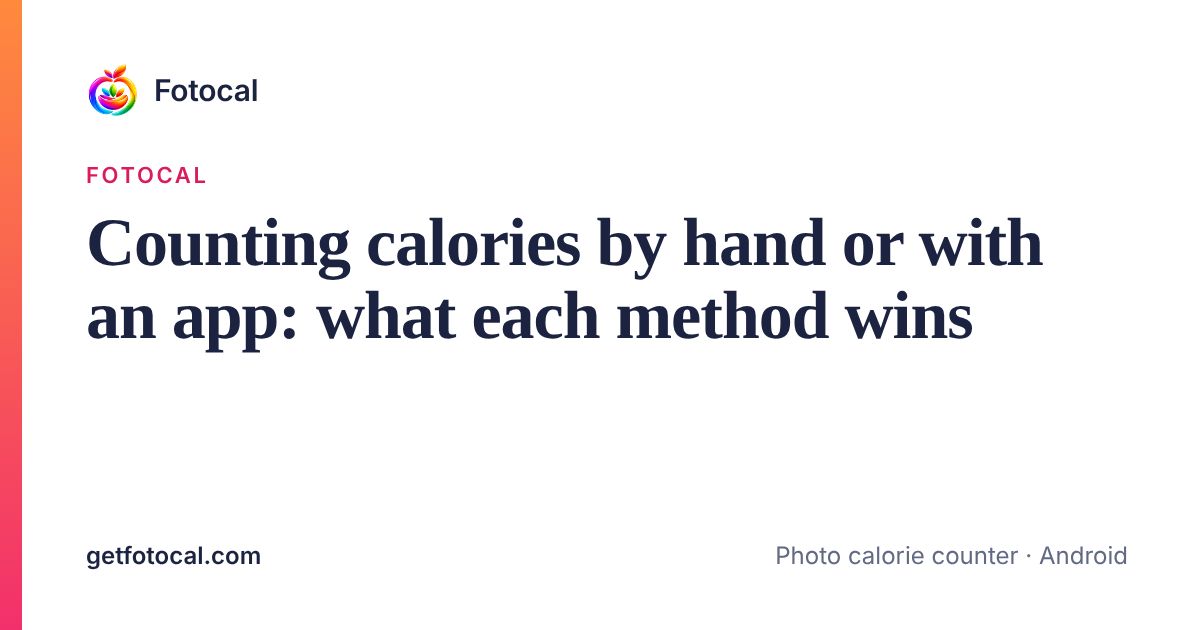 Fotocal
FOTOCAL
Counting calories by hand or with
an app: what each method wins
getfotocal.com
Photo calorie counter · Android